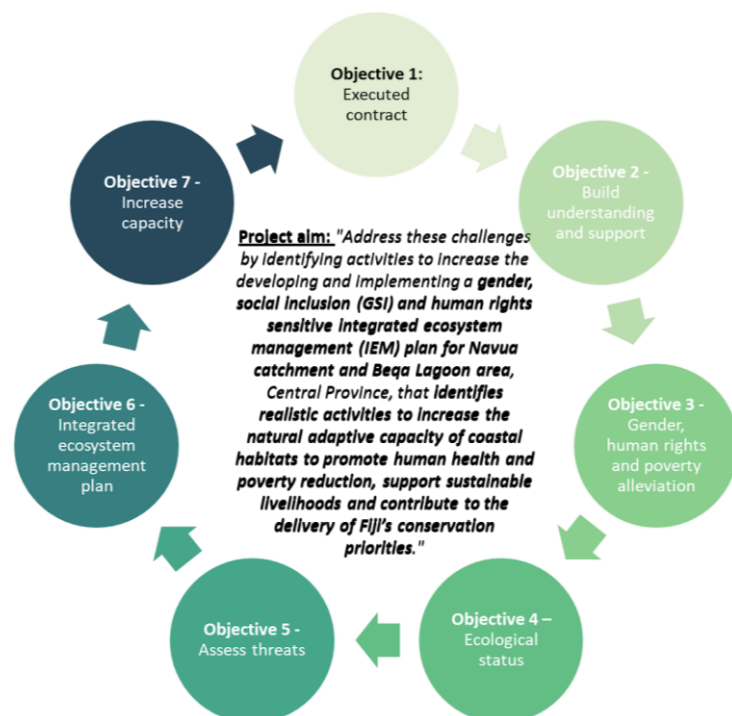 Objective 1:
Executed
contract
Objective 2 -
Build
understanding
and support
Objective 3 -
Gender,
human rights
and poverty
alleviation
Objective 4 –
Ecological
status
Objective 5 -
Assess threats
Objective 6 -
Integrated
ecosystem
management
plan
Objective 7 -
Increase
capacity
Project aim: "Address these challenges
by identifying activities to increase the
developing and implementing a gender,
social inclusion (GSI) and human rights
sensitive integrated ecosystem
management (IEM) plan for Navua
catchment and Beqa Lagoon area,
Central Province, that identifies
realistic activities to increase the
natural adaptive capacity of coastal
habitats to promote human health and
poverty reduction, support sustainable
livelihoods and contribute to the
delivery of Fiji's conservation
priorities."